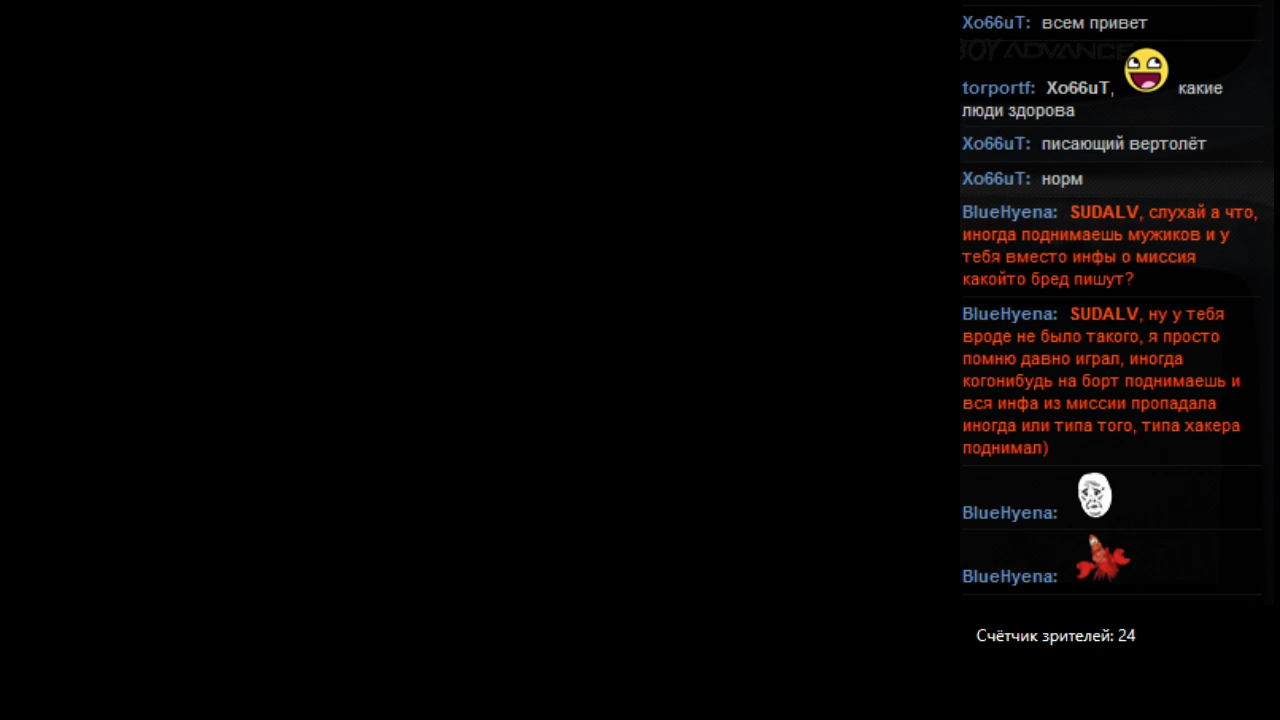 Xo66uT: всем привет
BOY ADVANCE
torportf: Xo66uT, какие
люди здорова
Xo66uT: писающий вертолёт
Xo66uT: норм
BlueHyena: SUDALV, слухай а что,
иногда поднимаешь мужиков и у
тебя вместо инфы о миссия
какойто бред пишут?
BlueHyena: SUDALV, ну у тебя
вроде не было такого, я просто
помню давно играл, иногда
когонибудь на борт поднимаешь и
вся инфа из миссии пропадала
иногда или типа того, типа хакера
поднимал)
BlueHyena:
BlueHyena:
Счётчик зрителей: 24